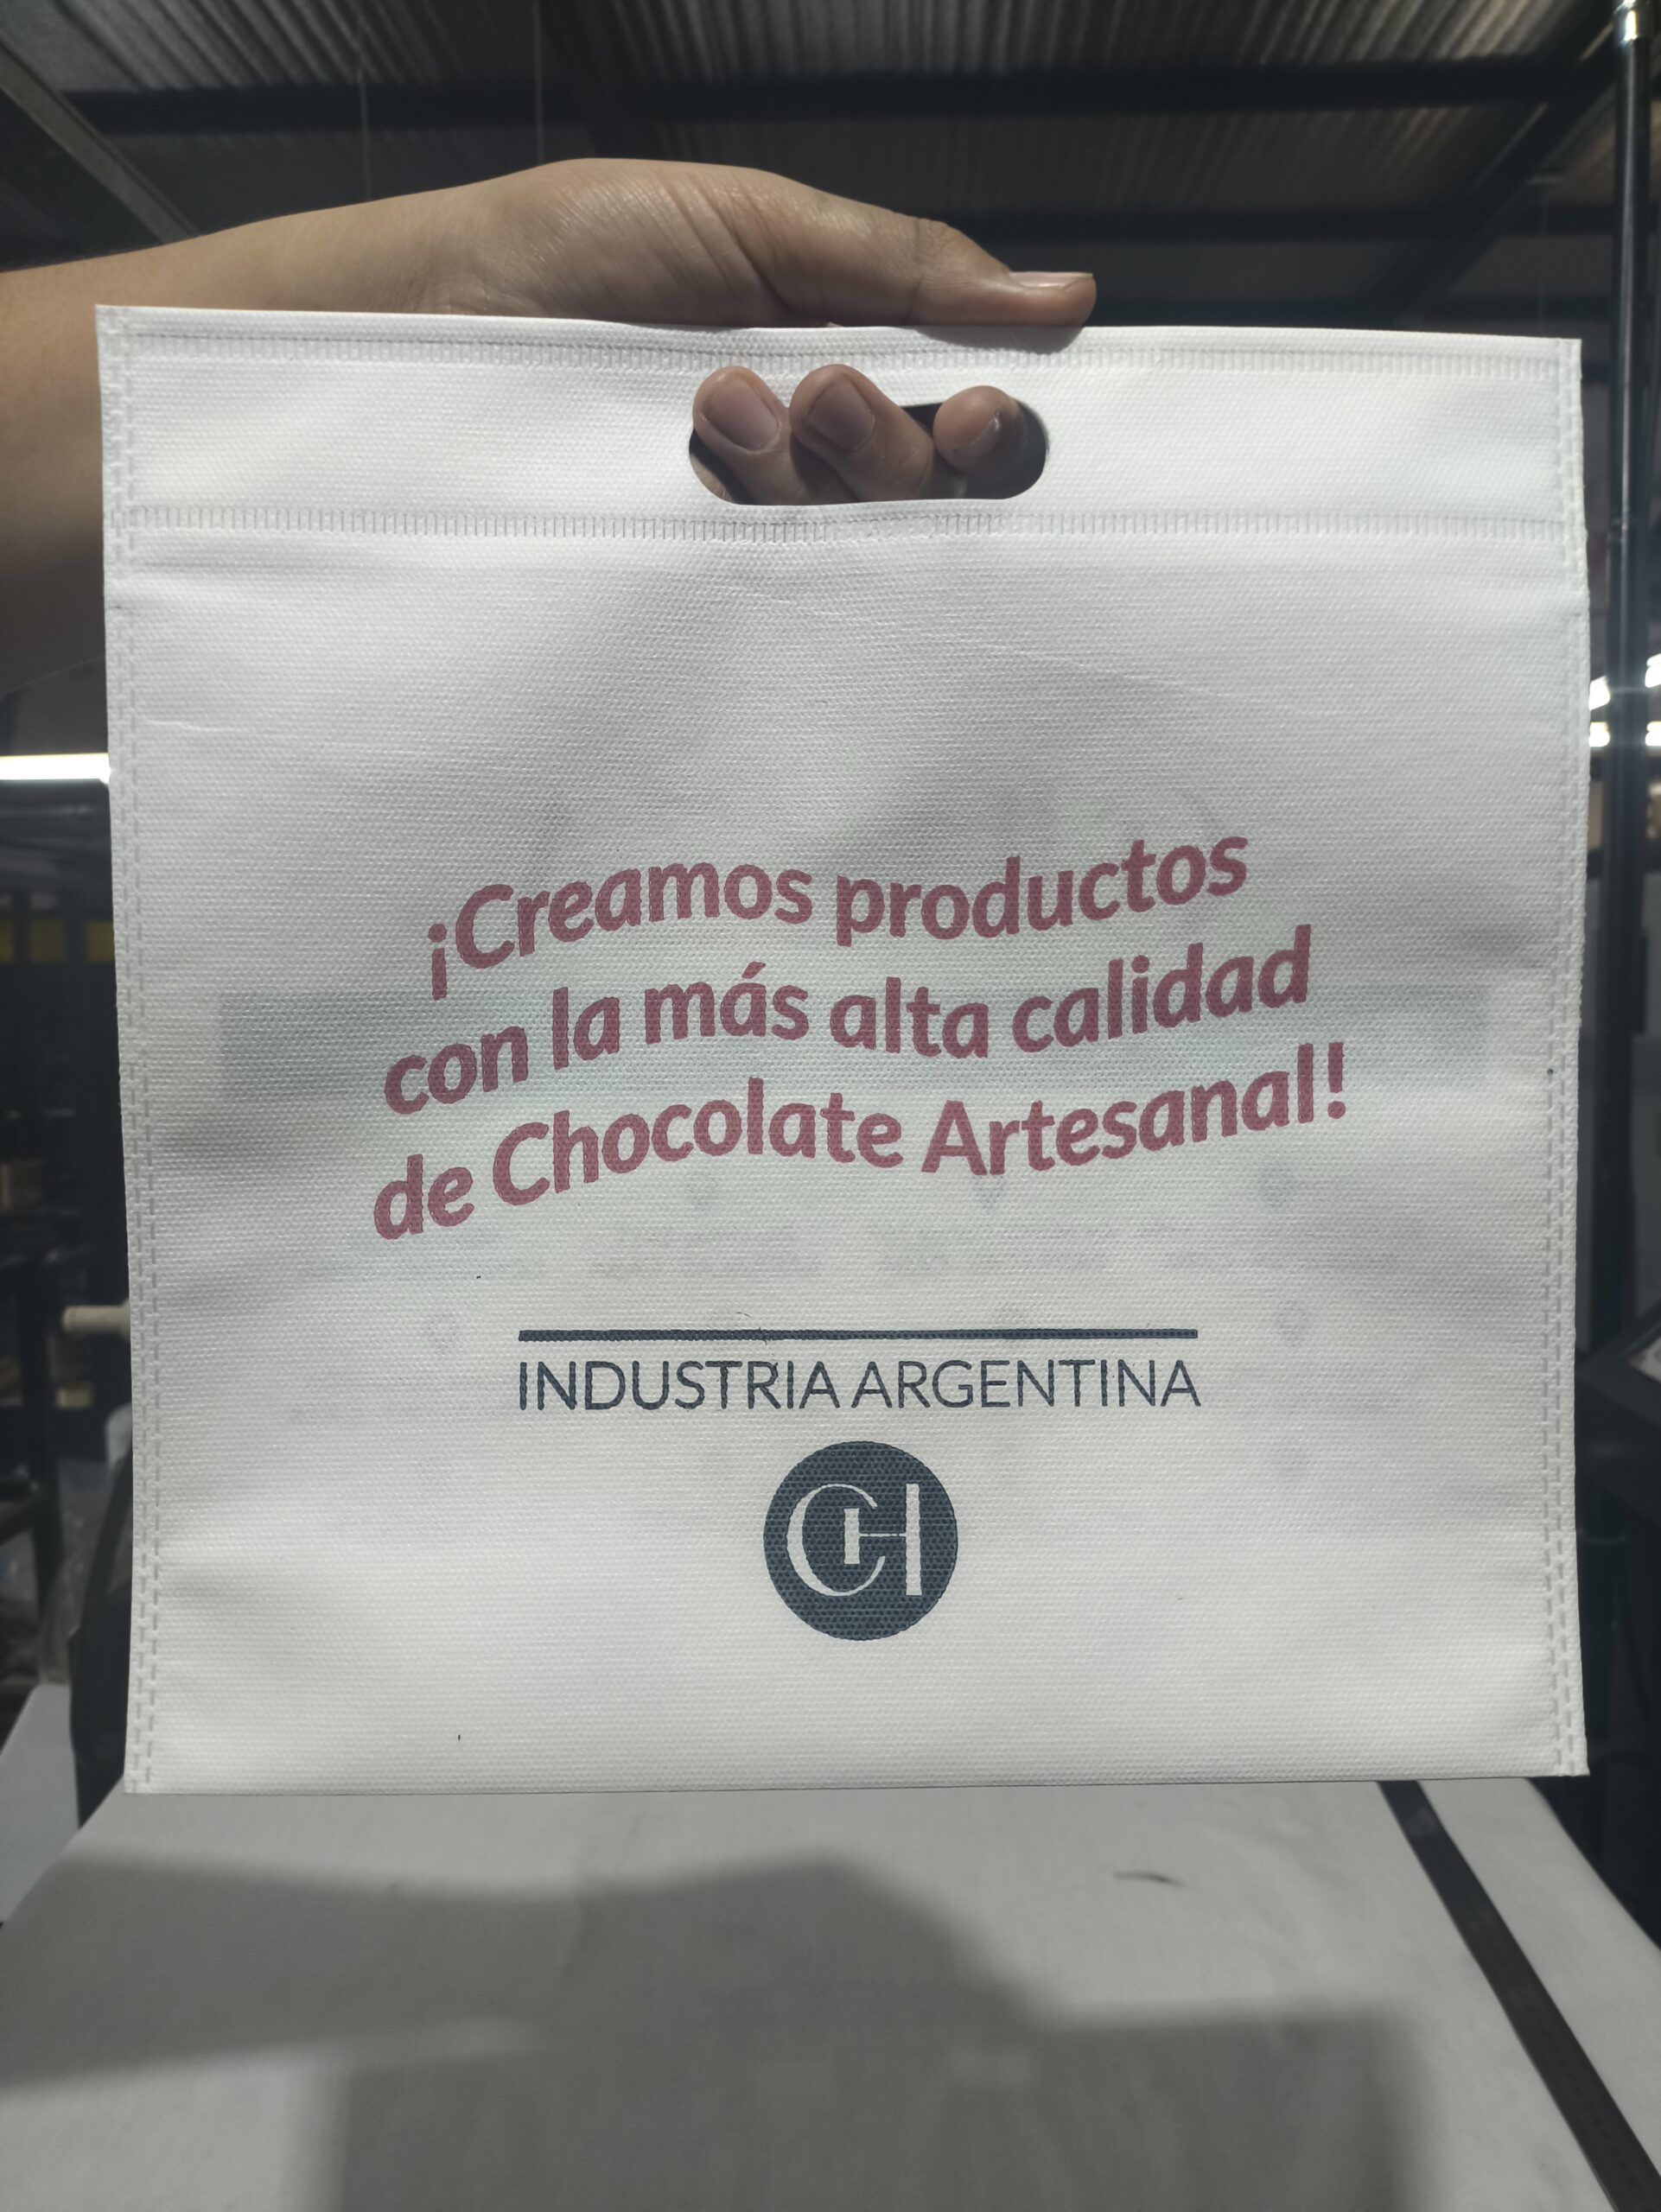 ¡Creamos productos
con la más alta calidad
de Chocolate Artesanal!
INDUSTRIA ARGENTINA
CH